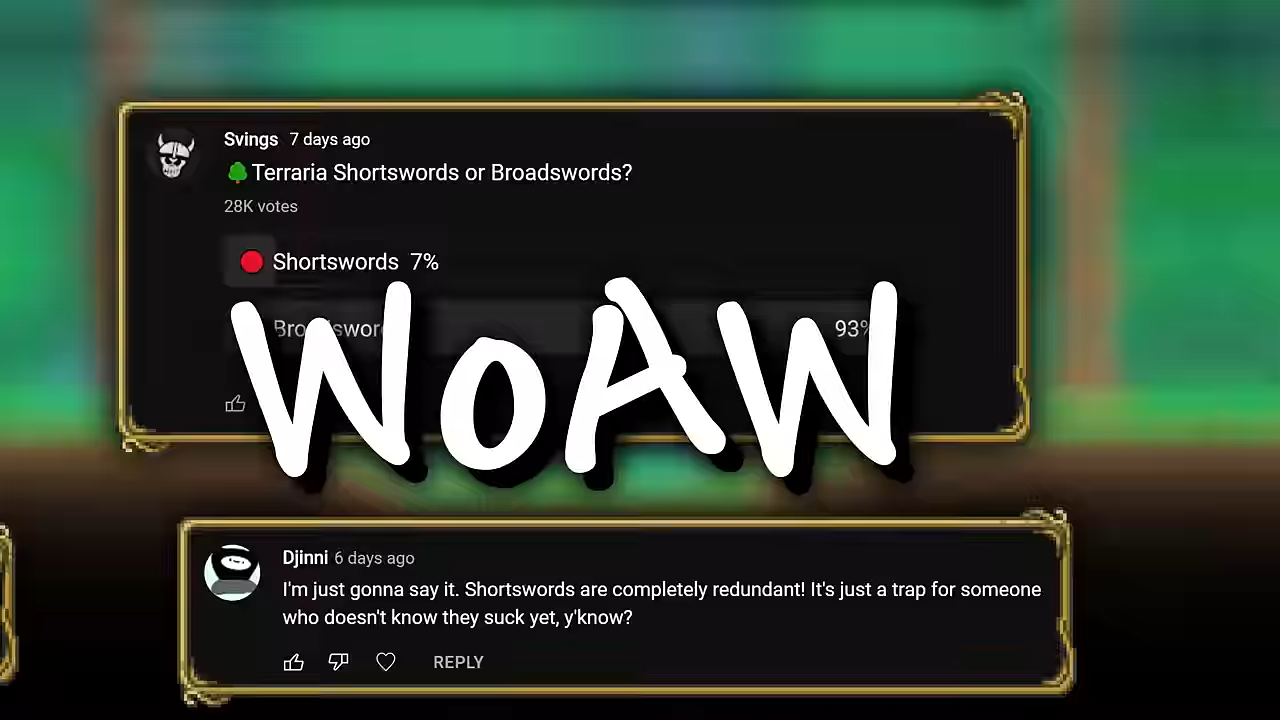 Svings 7 days ago
🌲Terraria Shortswords or Broadswords?
28K votes
🔴 Shortswords 7%
Broadswords 93%
WoAW
Djinni 6 days ago
I'm just gonna say it. Shortswords are completely redundant! It's just a trap for someone
who doesn't know they suck yet, y'know?
REPLY